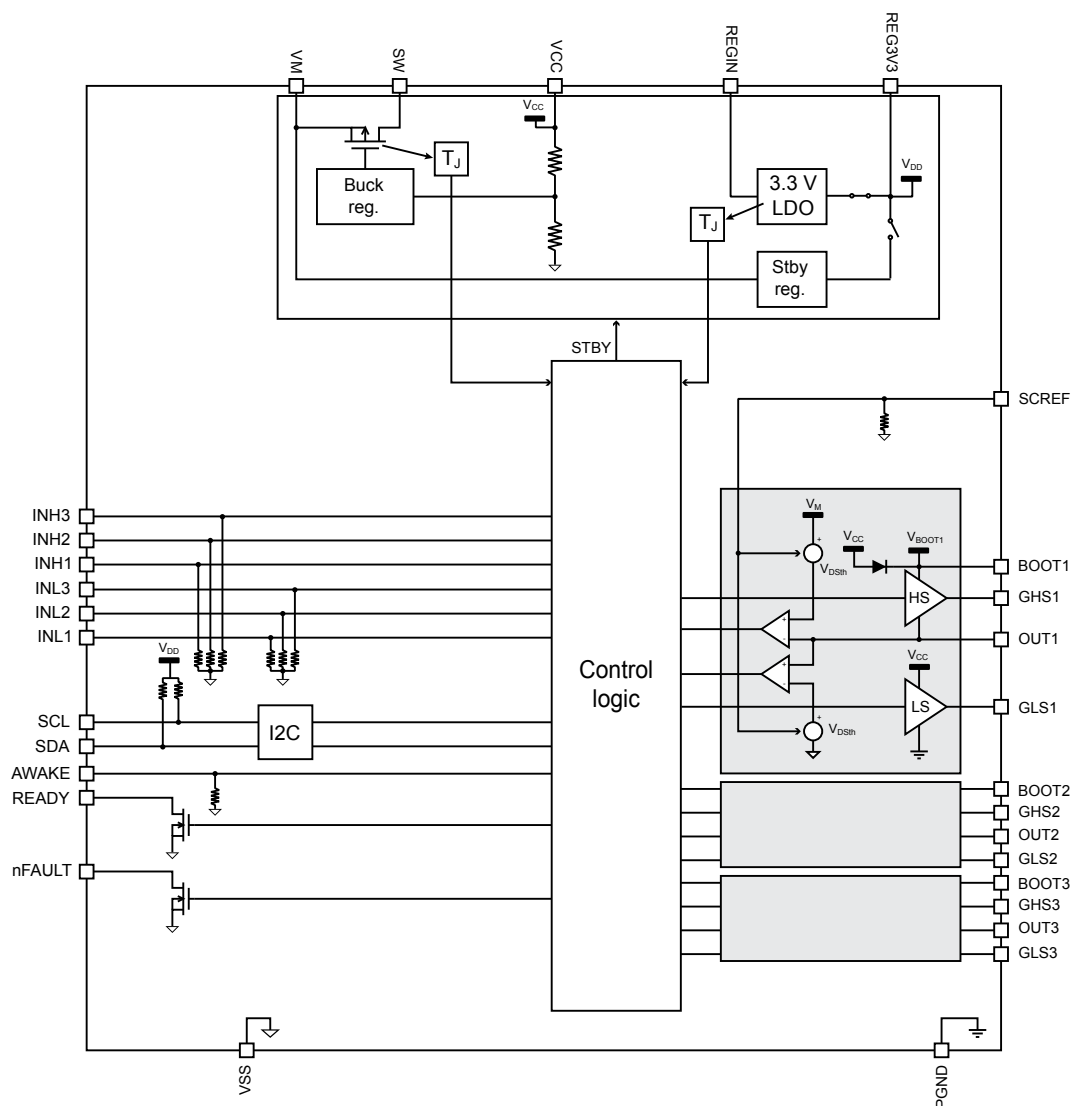 VM
SW
VCC
REGIN
REG3V3
VCC
TJ
Buck
reg.
3.3 V
LDO
VDD
TJ
Stby
reg.
STBY
SCREF
INH3
INH2
INH1
INL3
INL2
INL1
VDD
SCL
SDA
AWAKE
READY
nFAULT
I2C
Control
logic
VM
+
VDSth
VCC
VBOOT1
HS
BOOT1
GHS1
OUT1
+
-
+
-
VCC
LS
GLS1
+
VDSth
BOOT2
GHS2
OUT2
GLS2
BOOT3
GHS3
OUT3
GLS3
VSS
PGND